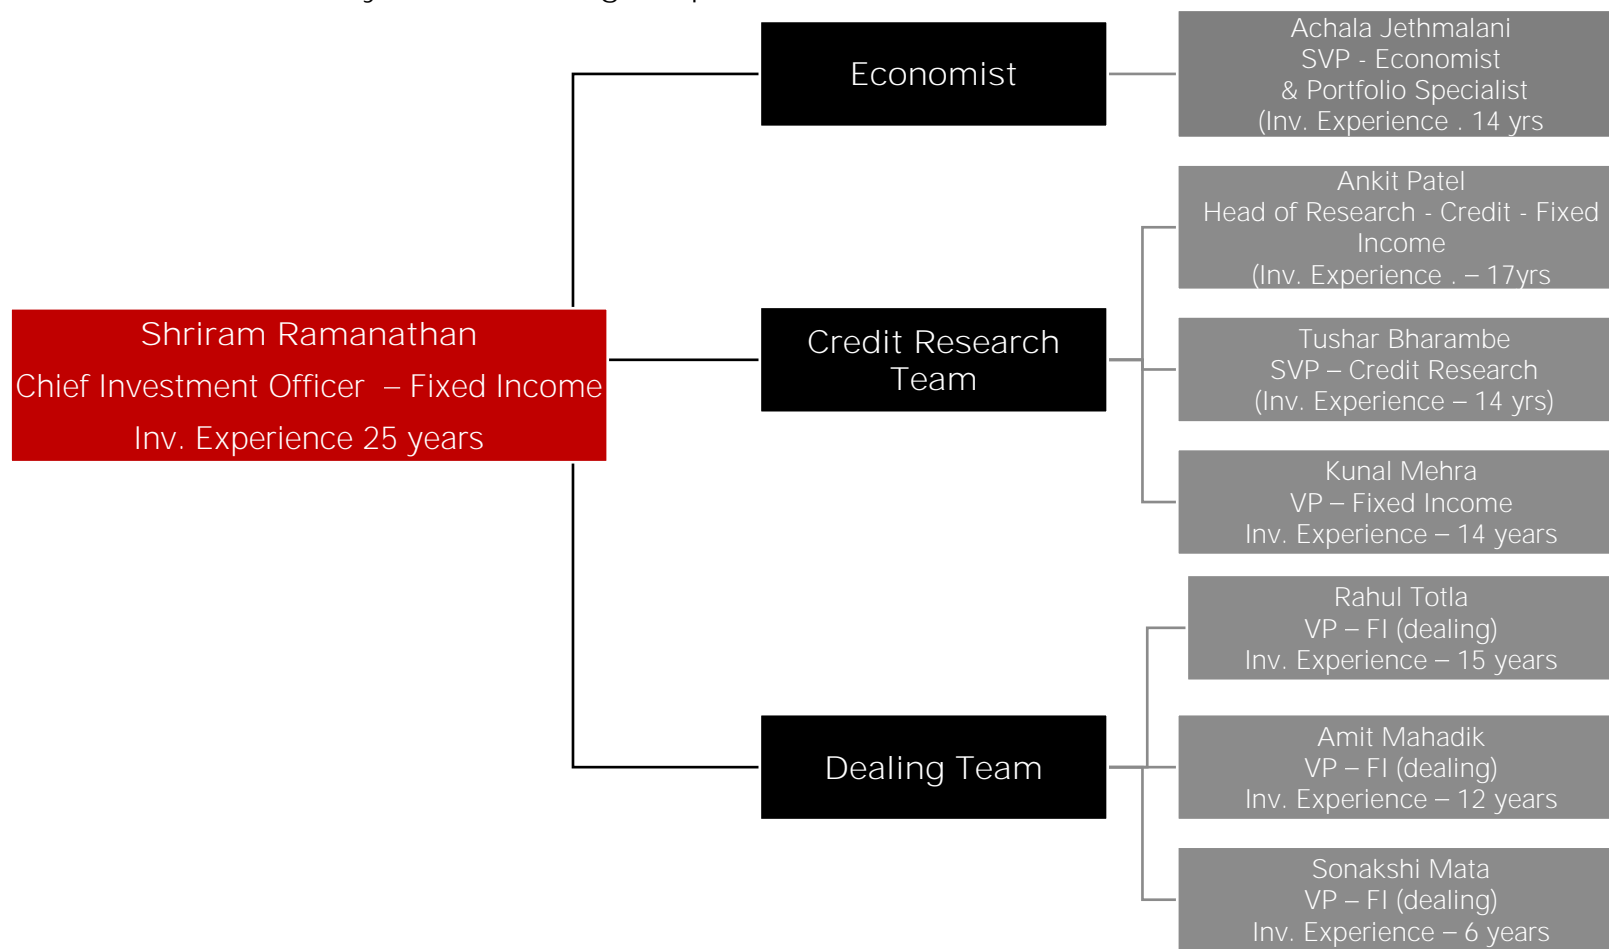 Shriram Ramanathan
Chief Investment Officer – Fixed Income
Inv. Experience 25 years
Economist
Achala Jethmalani
SVP - Economist
& Portfolio Specialist
(Inv. Experience . 14 yrs
Credit Research
Team
Ankit Patel
Head of Research - Credit - Fixed
Income
(Inv. Experience . – 17yrs
Tushar Bharambe
SVP – Credit Research
(Inv. Experience – 14 yrs)
Kunal Mehra
VP – Fixed Income
Inv. Experience – 14 years
Dealing Team
Rahul Totla
VP – FI (dealing)
Inv. Experience – 15 years
Amit Mahadik
VP – FI (dealing)
Inv. Experience – 12 years
Sonakshi Mata
VP – FI (dealing)
Inv. Experience – 6 years